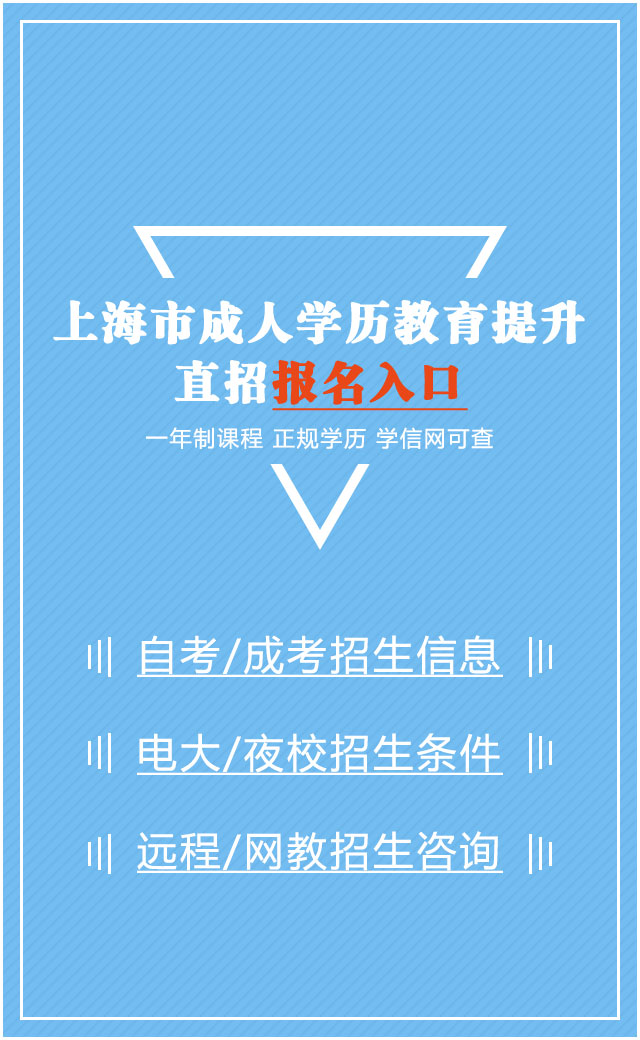 上海市成人学历教育提升
直招报名入口
一年制课程 正规学历 学信网可查
自考/成考招生信息
电大/夜校招生条件
远程/网教招生咨询